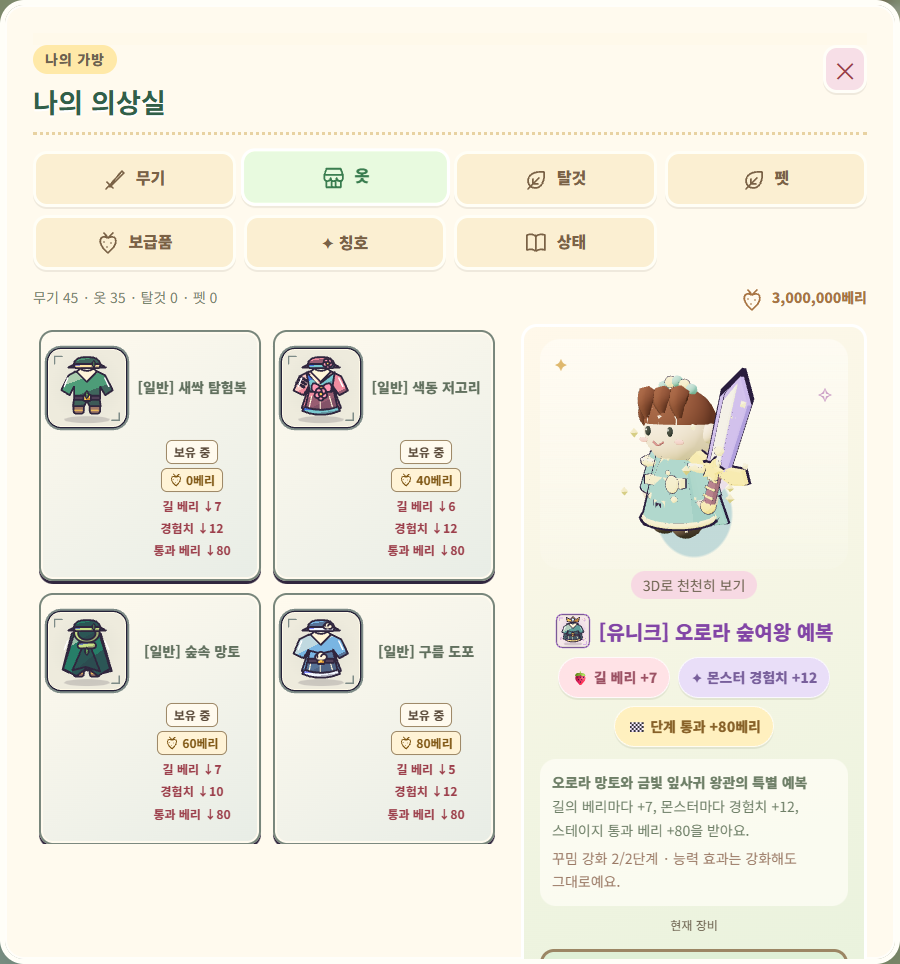 나의 가방
나의 의상실
무기
옷
탈것
펫
보급품
칭호
상태
무기 45 · 옷 35 · 탈것 0 · 펫 0
3,000,000베리
[일반] 새싹 탐험복
보유 중
0베리
길 베리 ↓7
경험치 ↓12
통과 베리 ↓80
[일반] 색동 저고리
보유 중
40베리
길 베리 ↓6
경험치 ↓12
통과 베리 ↓80
[일반] 숲속 망토
보유 중
60베리
길 베리 ↓7
경험치 ↓10
통과 베리 ↓80
[일반] 구름 도포
보유 중
80베리
길 베리 ↓5
경험치 ↓12
통과 베리 ↓80
3D로 천천히 보기
[유니크] 오로라 숲여왕 예복
길 베리 +7
몬스터 경험치 +12
단계 통과 +80베리
오로라 망토와 금빛 잎사귀 왕관의 특별 예복
길의 베리마다 +7, 몬스터마다 경험치 +12,
스테이지 통과 베리 +80을 받아요.
꾸밈 강화 2/2단계 · 능력 효과는 강화해도
그대로예요.
현재 장비